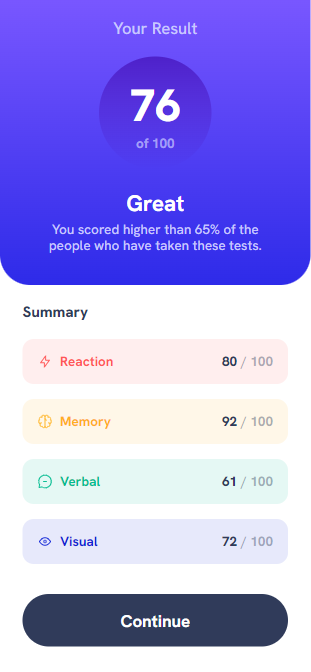 Your Result
76
of 100
Great
You scored higher than 65% of the
people who have taken these tests.
Summary
Reaction 80 / 100
Memory 92 / 100
Verbal 61 / 100
Visual 72 / 100
Continue